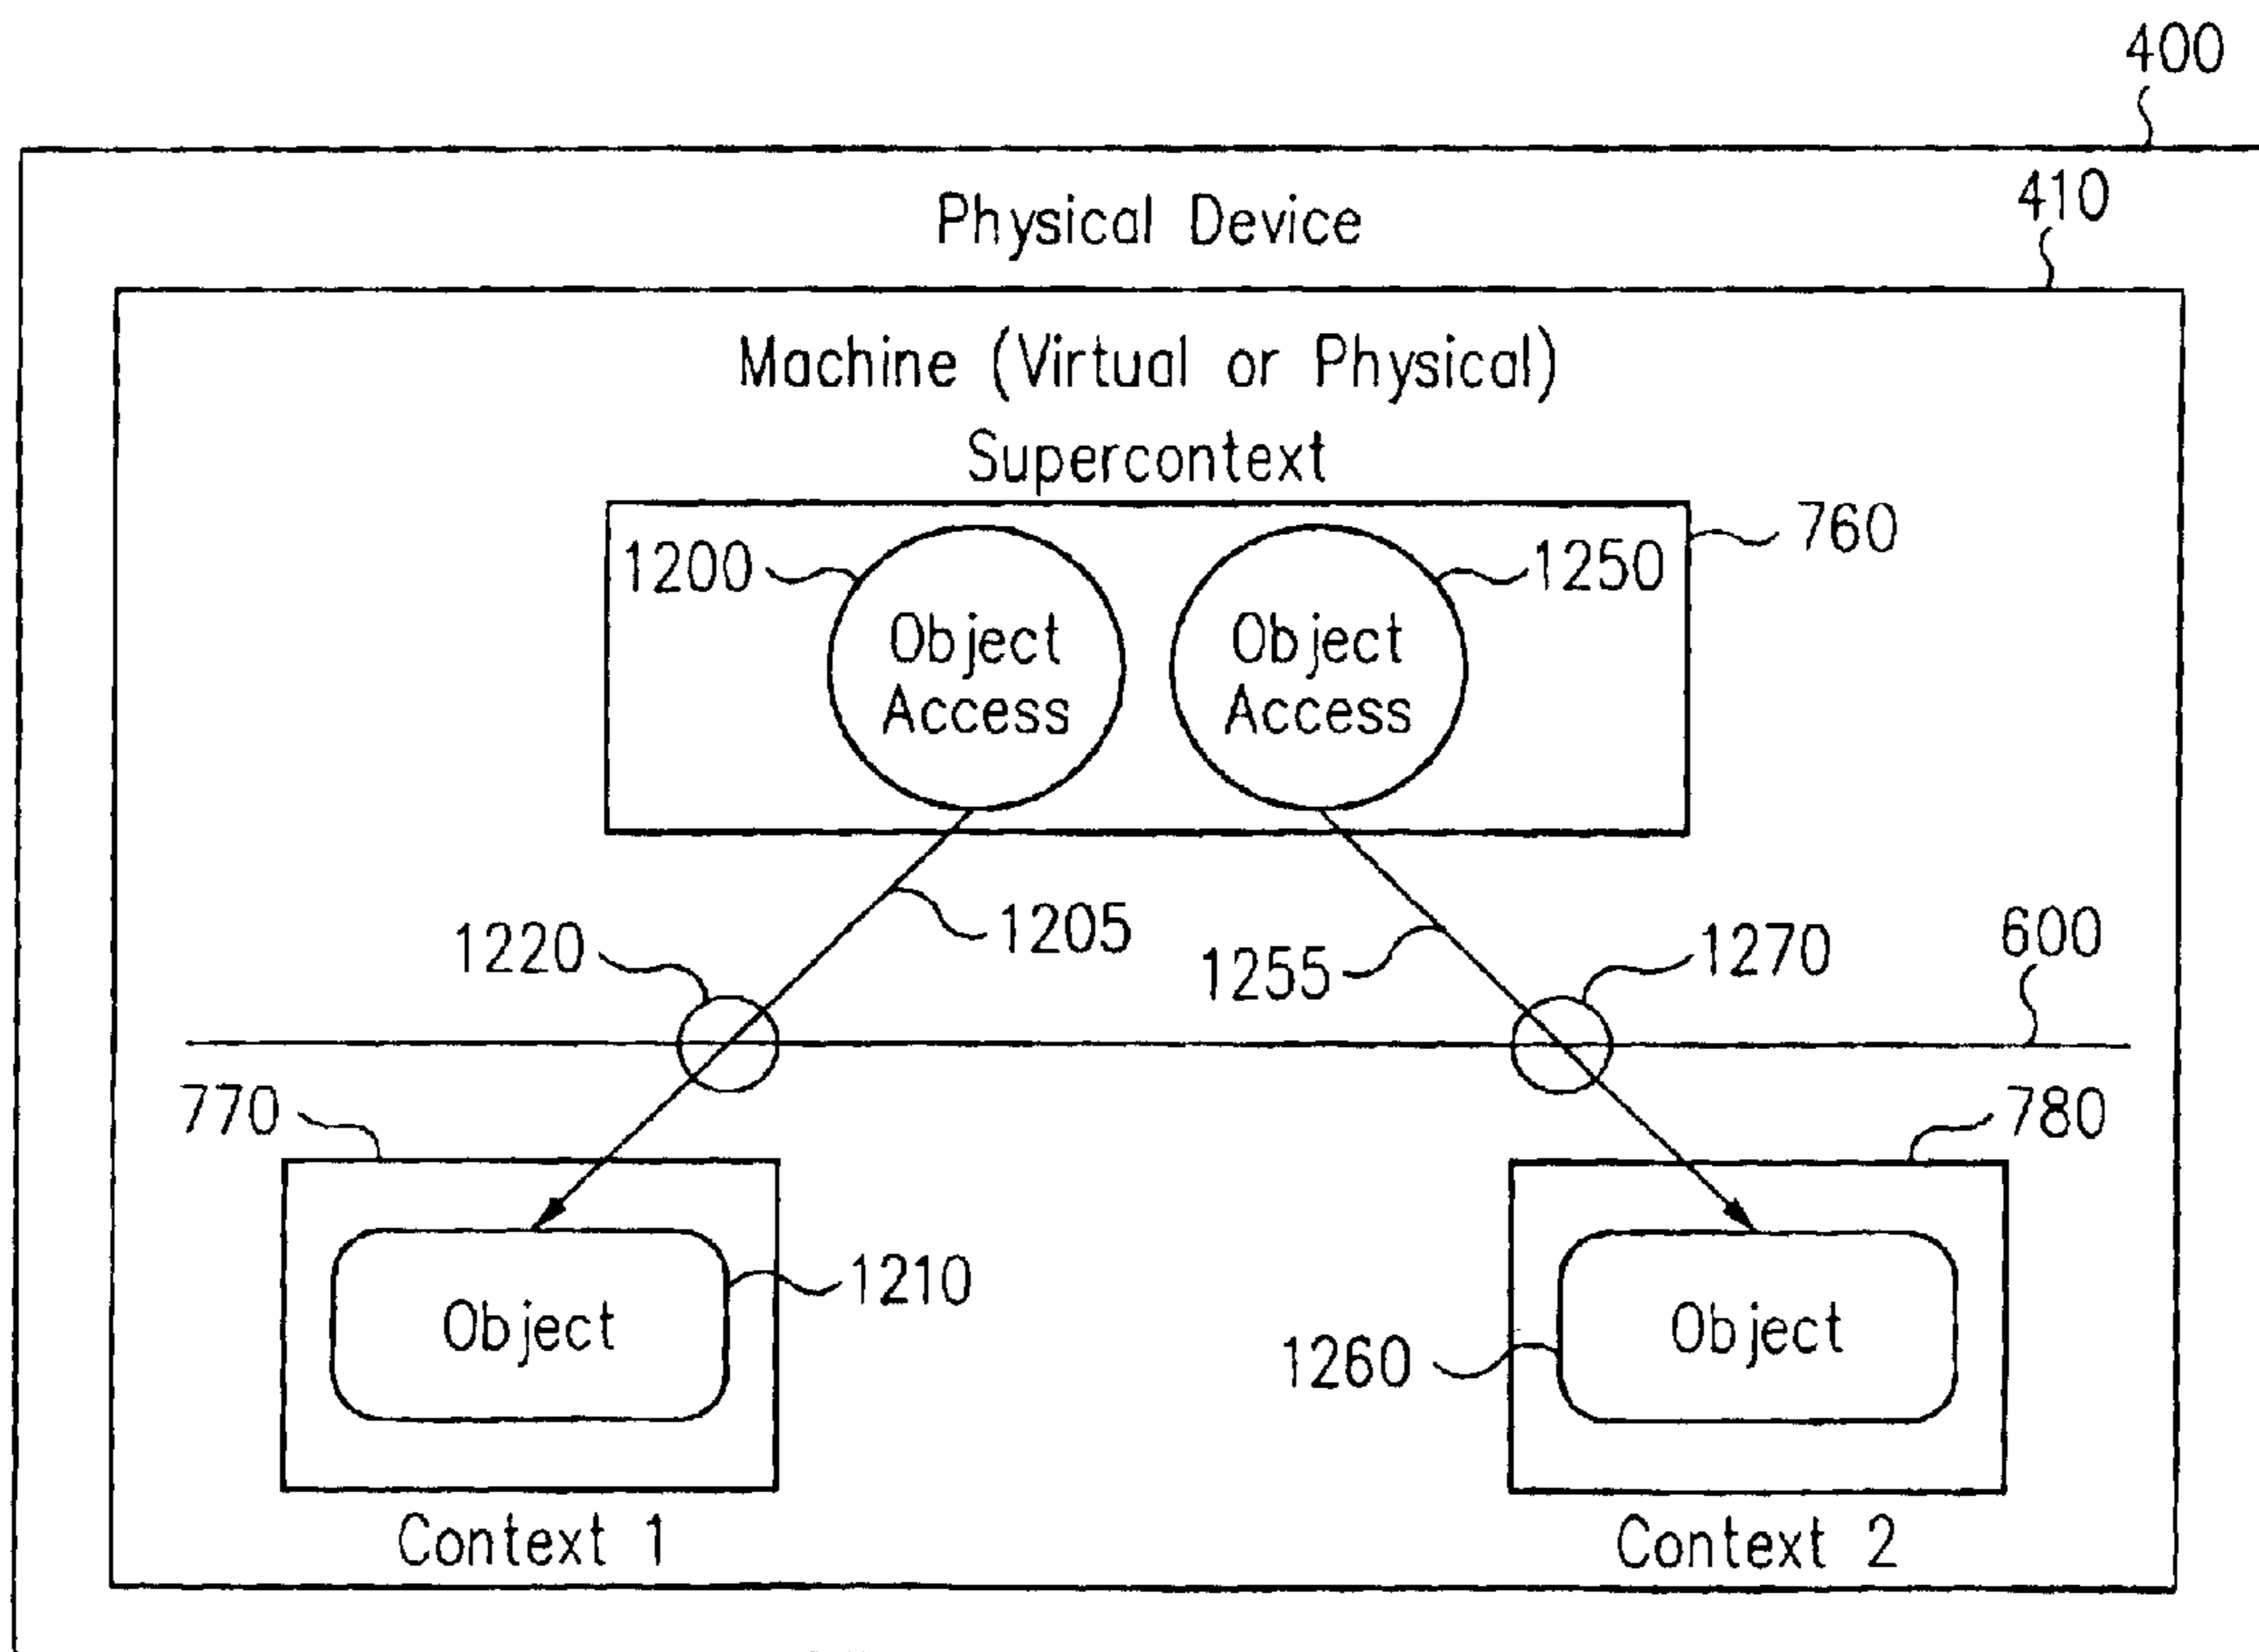 400
410
Physical Device
Machine (Virtual or Physical)
Supercontext
760
1200
1250
Object
Access
Object
Access
1205
1220
1255
1270
600
770
780
1210
Object
1260
Object
Context 1
Context 2